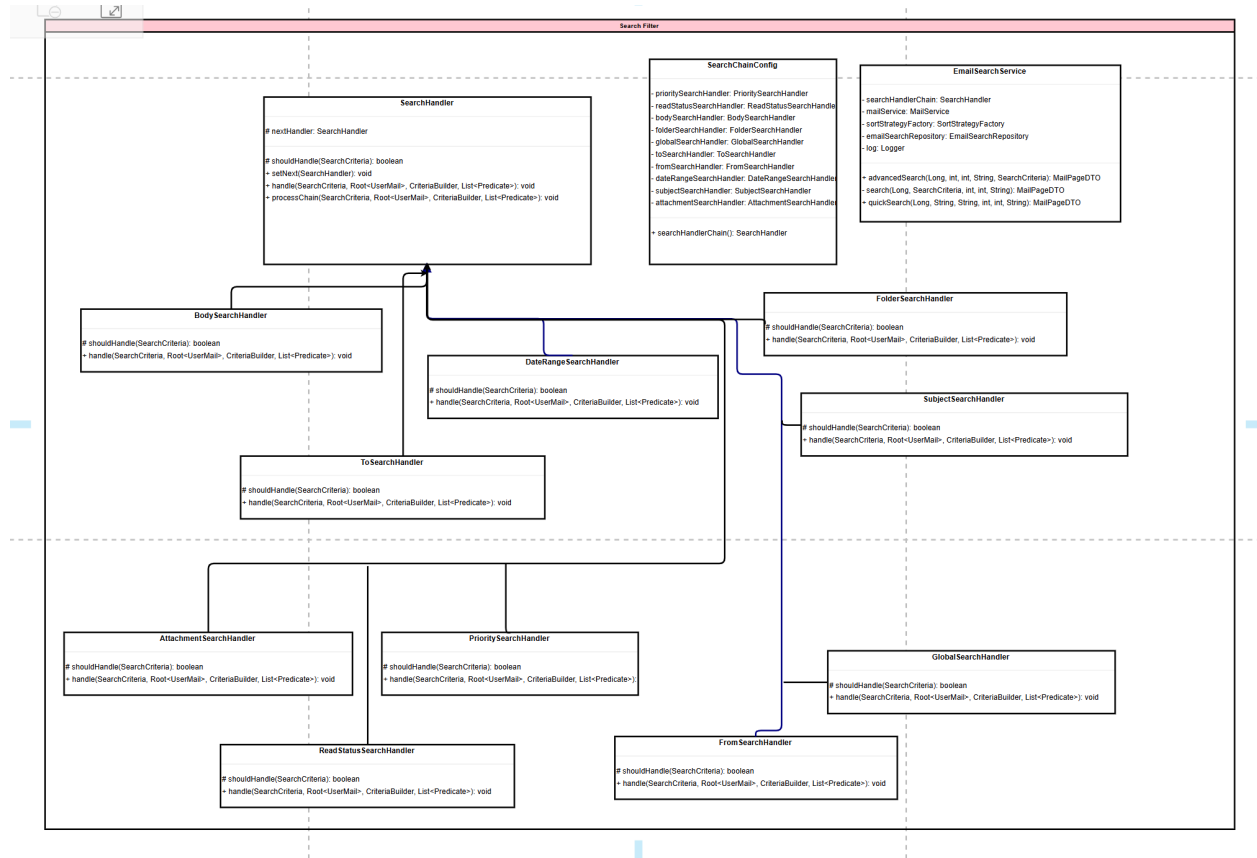 Search Filter
SearchHandler
# nextHandler: SearchHandler
# shouldHandle(SearchCriteria): boolean
+ setNext(SearchHandler): void
+ handle(SearchCriteria, Root<UserMail>, CriteriaBuilder, List<Predicate>): void
+ processChain(SearchCriteria, Root<UserMail>, CriteriaBuilder, List<Predicate>): void
SearchChainConfig
- prioritySearchHandler: PrioritySearchHandler
- readStatusSearchHandler: ReadStatusSearchHandle
- bodySearchHandler: BodySearchHandler
- folderSearchHandler: FolderSearchHandler
- globalSearchHandler: GlobalSearchHandler
- toSearchHandler: ToSearchHandler
- fromSearchHandler: FromSearchHandler
- dateRangeSearchHandler: DateRangeSearchHandler
- subjectSearchHandler: SubjectSearchHandler
- attachmentSearchHandler: AttachmentSearchHandler
+ searchHandlerChain(): SearchHandler
EmailSearchService
- searchHandlerChain: SearchHandler
- mailService: MailService
- sortStrategyFactory: SortStrategyFactory
- emailSearchRepository: EmailSearchRepository
- log: Logger
+ advancedSearch(Long, int, int, String, SearchCriteria): MailPageDTO
- search(Long, SearchCriteria, int, int, String): MailPageDTO
+ quickSearch(Long, String, String, int, int, String): MailPageDTO
BodySearchHandler
# shouldHandle(SearchCriteria): boolean
+ handle(SearchCriteria, Root<UserMail>, CriteriaBuilder, List<Predicate>): void
FolderSearchHandler
# shouldHandle(SearchCriteria): boolean
+ handle(SearchCriteria, Root<UserMail>, CriteriaBuilder, List<Predicate>): void
DateRangeSearchHandler
# shouldHandle(SearchCriteria): boolean
+ handle(SearchCriteria, Root<UserMail>, CriteriaBuilder, List<Predicate>): void
SubjectSearchHandler
# shouldHandle(SearchCriteria): boolean
+ handle(SearchCriteria, Root<UserMail>, CriteriaBuilder, List<Predicate>): void
ToSearchHandler
# shouldHandle(SearchCriteria): boolean
+ handle(SearchCriteria, Root<UserMail>, CriteriaBuilder, List<Predicate>): void
AttachmentSearchHandler
# shouldHandle(SearchCriteria): boolean
+ handle(SearchCriteria, Root<UserMail>, CriteriaBuilder, List<Predicate>): void
PrioritySearchHandler
# shouldHandle(SearchCriteria): boolean
+ handle(SearchCriteria, Root<UserMail>, CriteriaBuilder, List<Predicate>):
GlobalSearchHandler
# shouldHandle(SearchCriteria): boolean
+ handle(SearchCriteria, Root<UserMail>, CriteriaBuilder, List<Predicate>): void
ReadStatusSearchHandler
# shouldHandle(SearchCriteria): boolean
+ handle(SearchCriteria, Root<UserMail>, CriteriaBuilder, List<Predicate>): void
FromSearchHandler
# shouldHandle(SearchCriteria): boolean
+ handle(SearchCriteria, Root<UserMail>, CriteriaBuilder, List<Predicate>): void